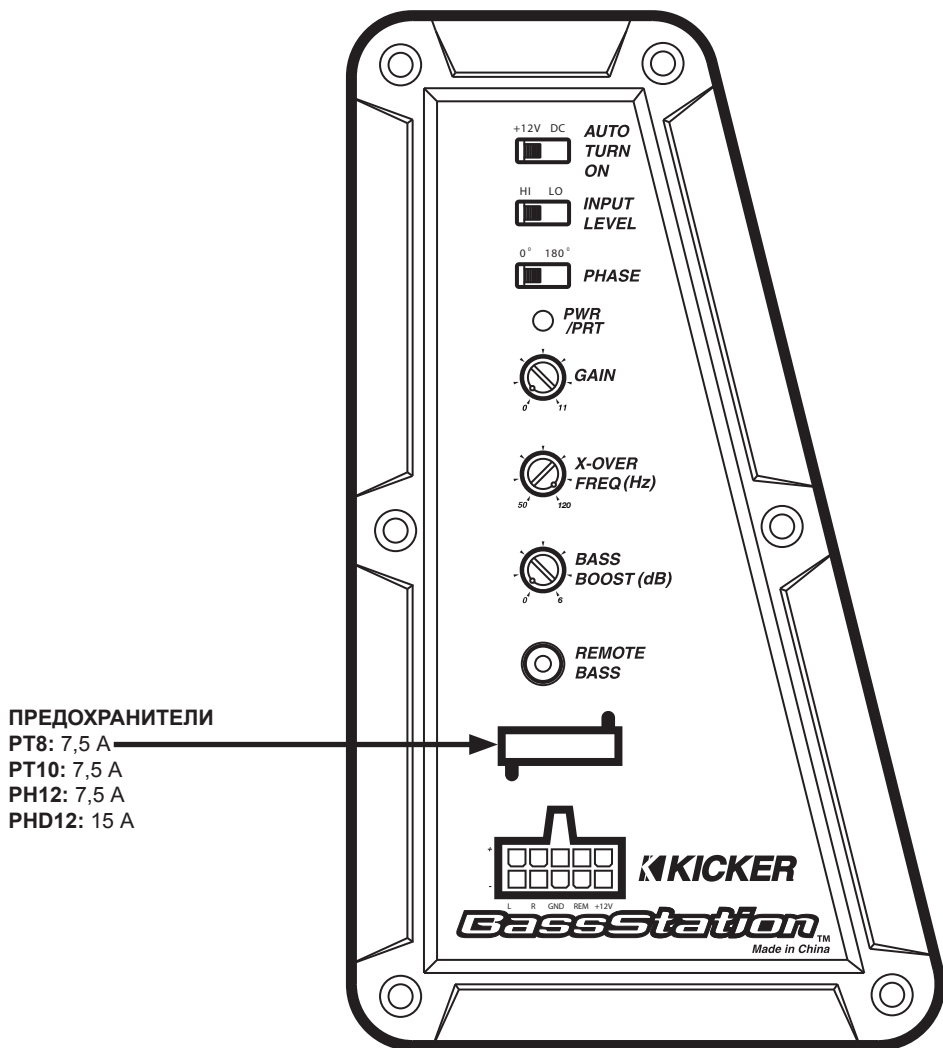 +12V DC
AUTO
TURN
ON
HI LO
INPUT
LEVEL
0° 180°
PHASE
PWR
/PRT
GAIN
0 11
X-OVER
FREQ(Hz)
50 120
BASS
BOOST(dB)
0 6
REMOTE
BASS
ПРЕДОХРАНИТЕЛИ
PT8: 7,5 А
PT10: 7,5 А
PH12: 7,5 А
PHD12: 15 А
+
-
L R GND REM +12V
KICKER
BassStation™
Made in China